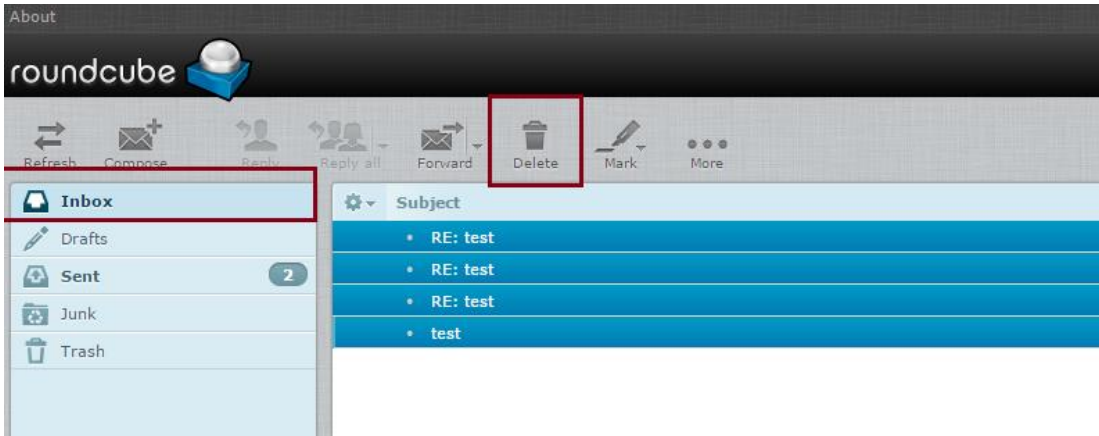 About
roundcube
Refresh Compose Reply Reply all Forward Delete Mark More
Inbox
Drafts
Sent 2
Junk
Trash
Subject
RE: test
RE: test
RE: test
test